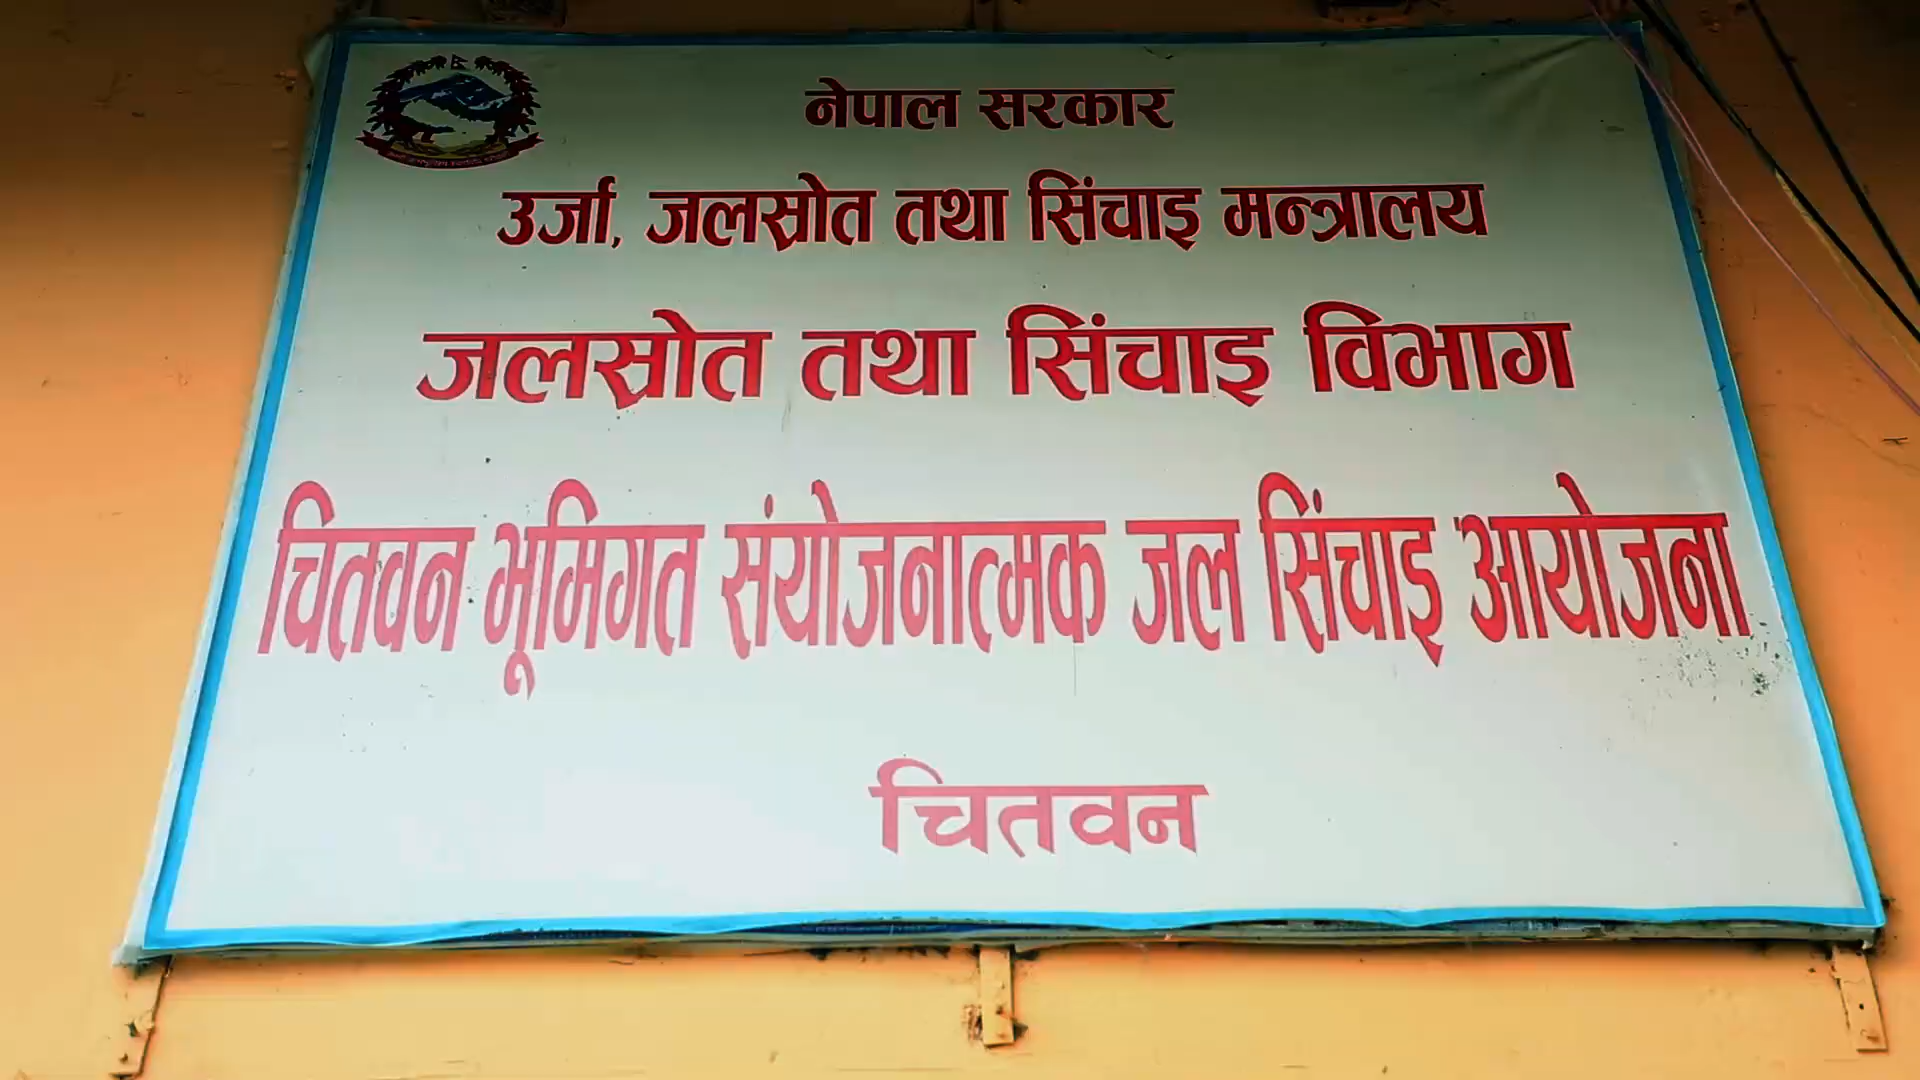 नेपाल सरकार
उर्जा, जलस्रोत तथा सिंचाइ मन्त्रालय
जलस्रोत तथा सिंचाइ विभाग
चितवन भूमिगत संयोजनात्मक जल सिंचाइ आयोजना
चितवन